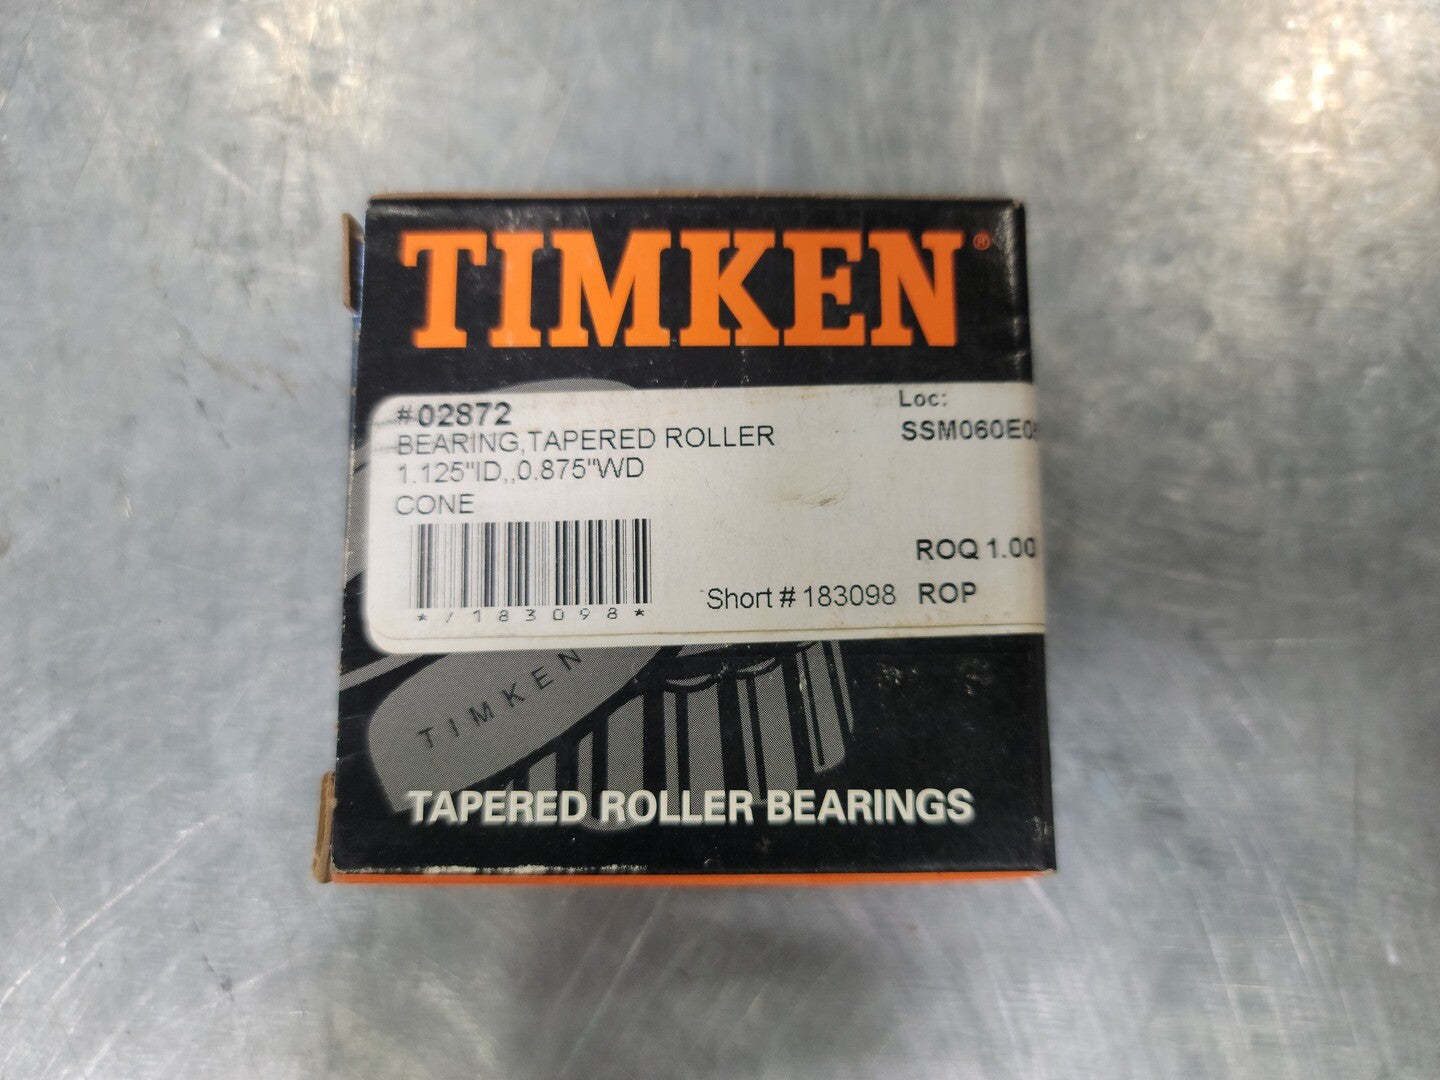 TIMKEN®
#02872
BEARING,TAPERED ROLLER
1.125"ID,,0.875"WD
CONE
Loc:
ROQ 1.00
*/183098*
Short # 183098 ROP
TIMKEN
TAPERED ROLLER BEARINGS